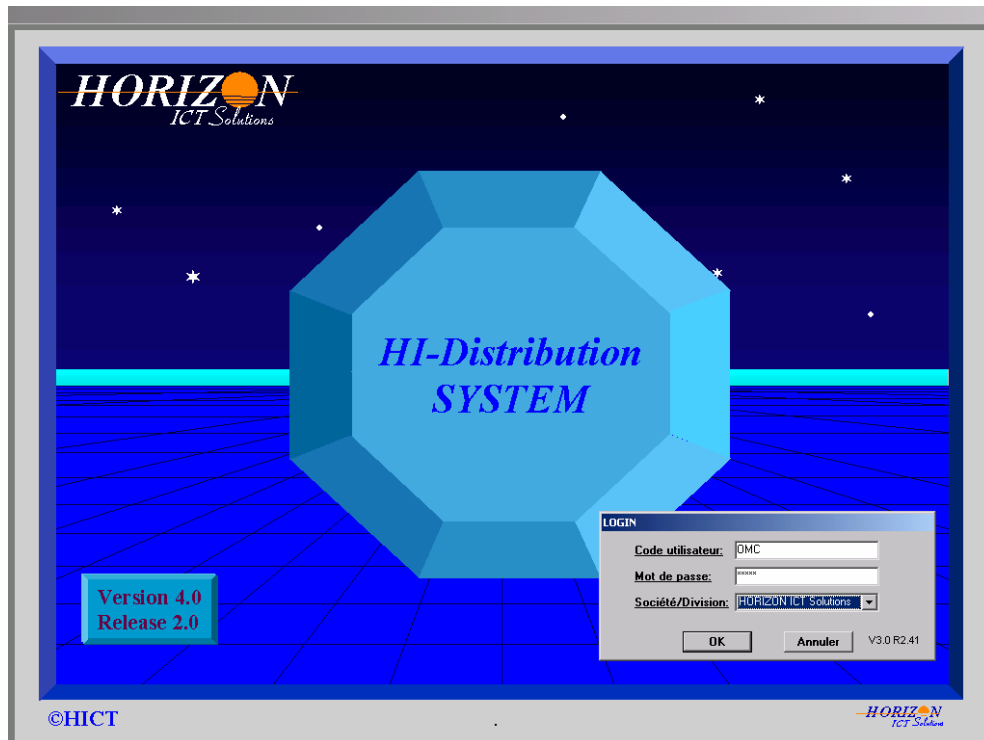 HORIZON
ICT Solutions
HI-Distribution
SYSTEM
LOGIN
Code utilisateur: OMC
Mot de passe: *****
Société/Division: HORIZON ICT Solutions
OK Annuler V3.0 R2.41
Version 4.0
Release 2.0
©HICT
HORIZON
ICT Solutions